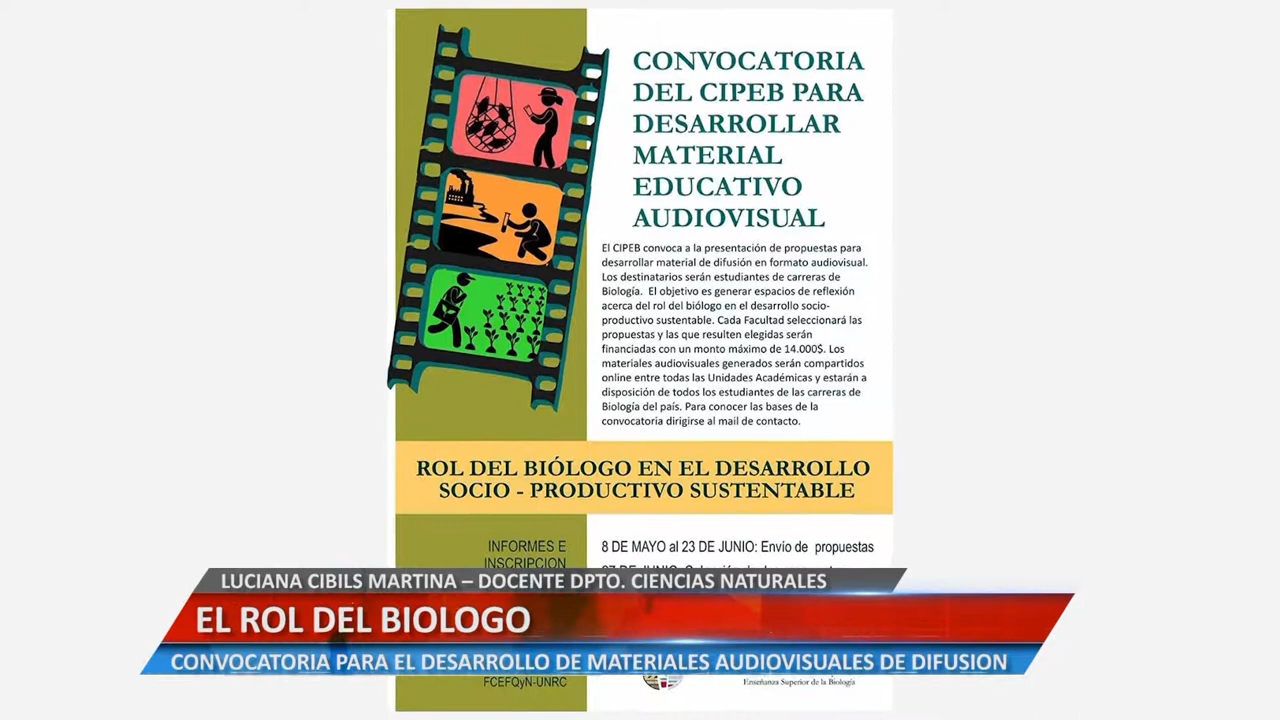 CONVOCATORIA
DEL CIPEB PARA
DESARROLLAR
MATERIAL
EDUCATIVO
AUDIOVISUAL
El CIPEB convoca a la presentación de propuestas para
desarrollar material de difusión en formato audiovisual.
Los destinatarios serán estudiantes de carreras de
Biología. El objetivo es generar espacios de reflexión
acerca del rol del biólogo en el desarrollo socio-
productivo sustentable. Cada Facultad seleccionará las
propuestas y las que resulten elegidas serán
financiadas con un monto máximo de 14.000$. Los
materiales audiovisuales generados serán compartidos
online entre todas las Unidades Académicas y estarán a
disposición de todos los estudiantes de las carreras de
Biología del país. Para conocer las bases de la
convocatoria dirigirse al mail de contacto.
ROL DEL BIÓLOGO EN EL DESARROLLO
SOCIO - PRODUCTIVO SUSTENTABLE
INFORMES E
INSCRIPCION
8 DE MAYO al 23 DE JUNIO: Envío de propuestas
LUCIANA CIBILS MARTINA – DOCENTE DPTO. CIENCIAS NATURALES
EL ROL DEL BIOLOGO
CONVOCATORIA PARA EL DESARROLLO DE MATERIALES AUDIOVISUALES DE DIFUSION
FCEFQyN-UNRC
Enseñanza Superior de la Biología